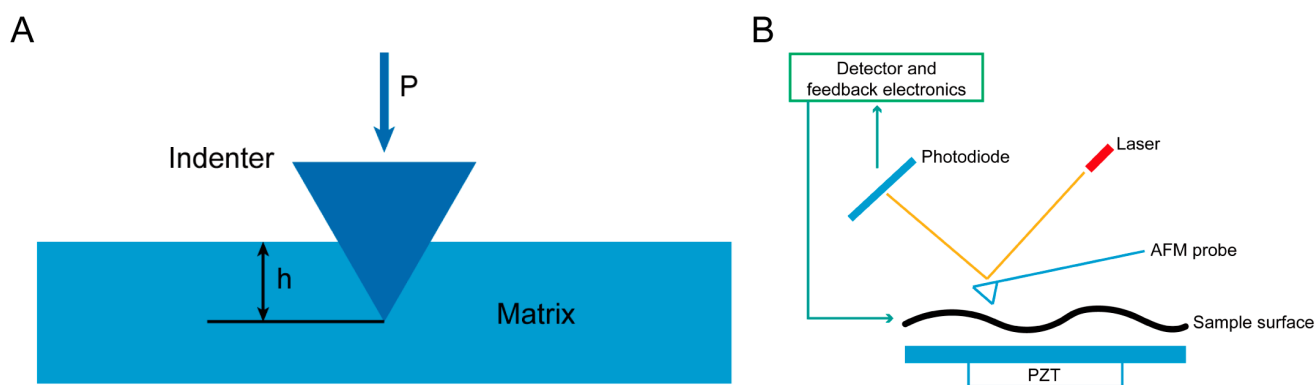 A
P
Indenter
h
Matrix
B
Detector and
feedback electronics
Photodiode
Laser
AFM probe
Sample surface
PZT